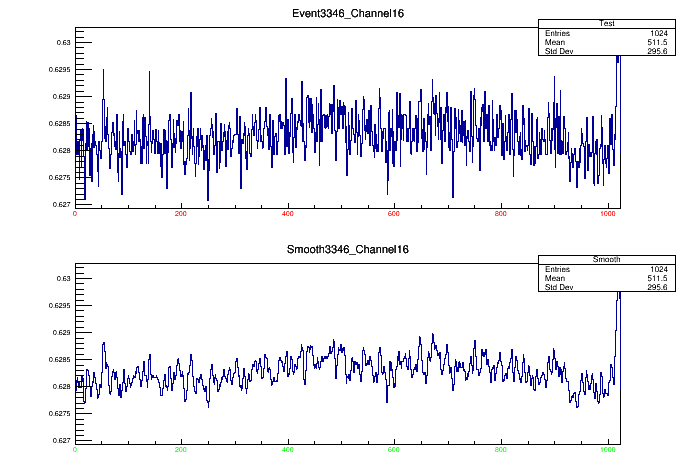 Event3346_Channel16
Test
Entries 1024
Mean 511.5
Std Dev 295.6
0.63
0.6295
0.629
0.6285
0.628
0.6275
0.627
0 200 400 600 800 1000
Smooth3346_Channel16
Smooth
Entries 1024
Mean 511.5
Std Dev 295.6
0.63
0.6295
0.629
0.6285
0.628
0.6275
0.627
0 200 400 600 800 1000